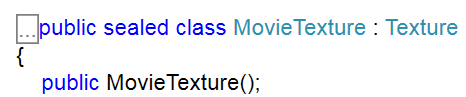 ...public sealed class MovieTexture : Texture
{
public MovieTexture();